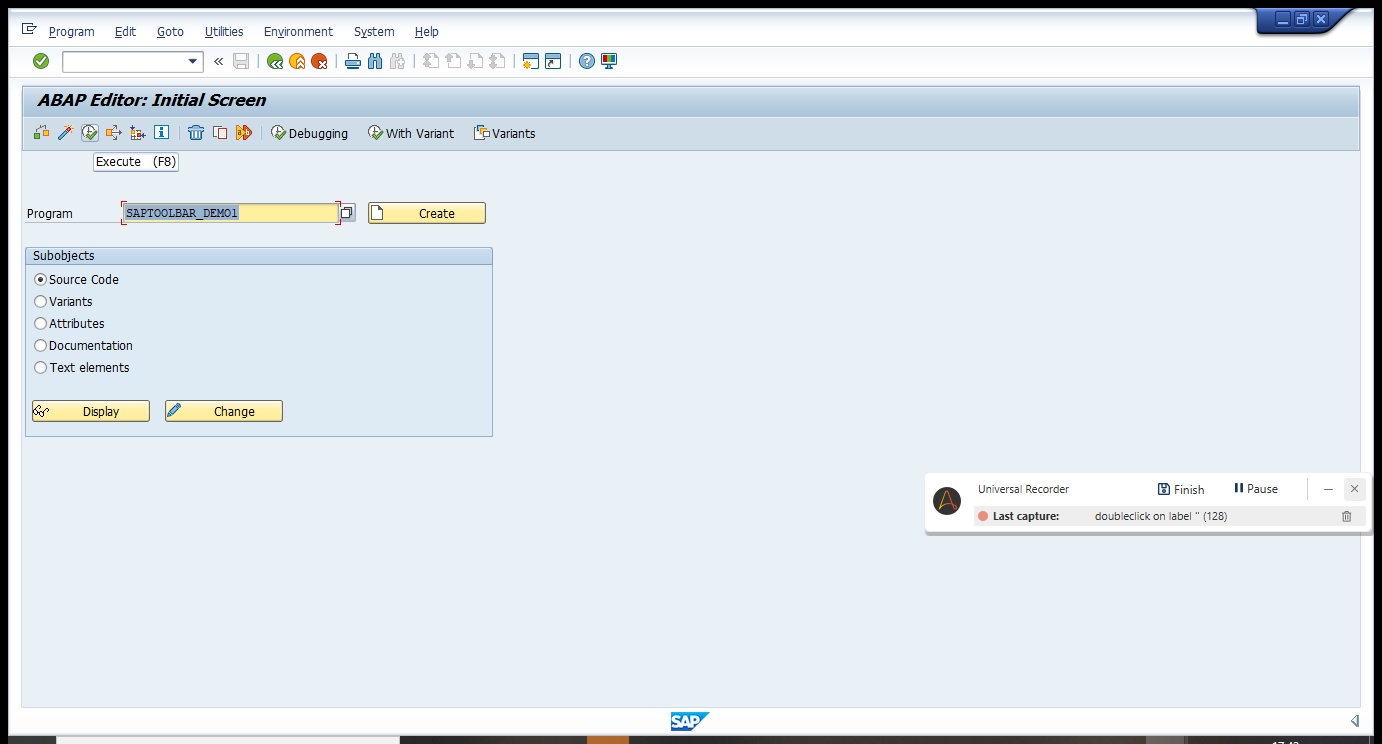 Program Edit Goto Utilities Environment System Help
ABAP Editor: Initial Screen
Debugging With Variant Variants
Execute (F8)
Program SAPTOOLBAR_DEMO1 Create
Subobjects
Source Code
Variants
Attributes
Documentation
Text elements
Display Change
Universal Recorder Finish Pause
Last capture: doubleclick on label '' (128)
SAP